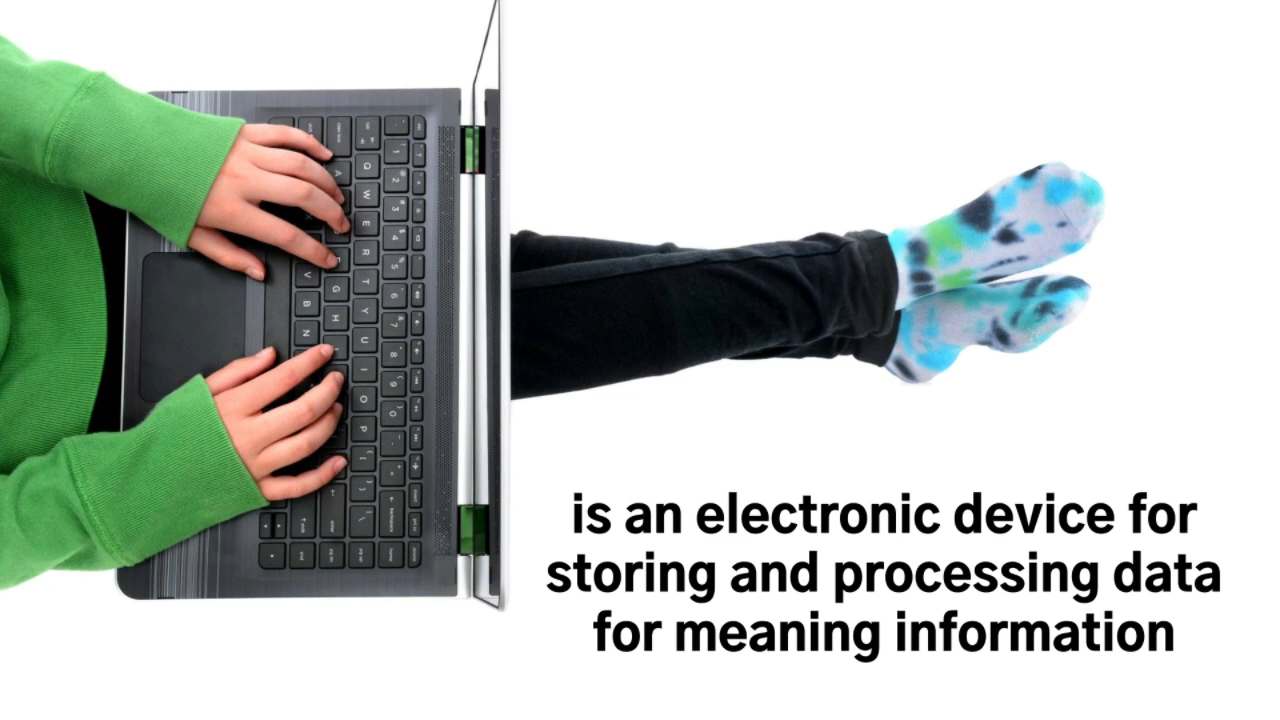 is an electronic device for
storing and processing data
for meaning information